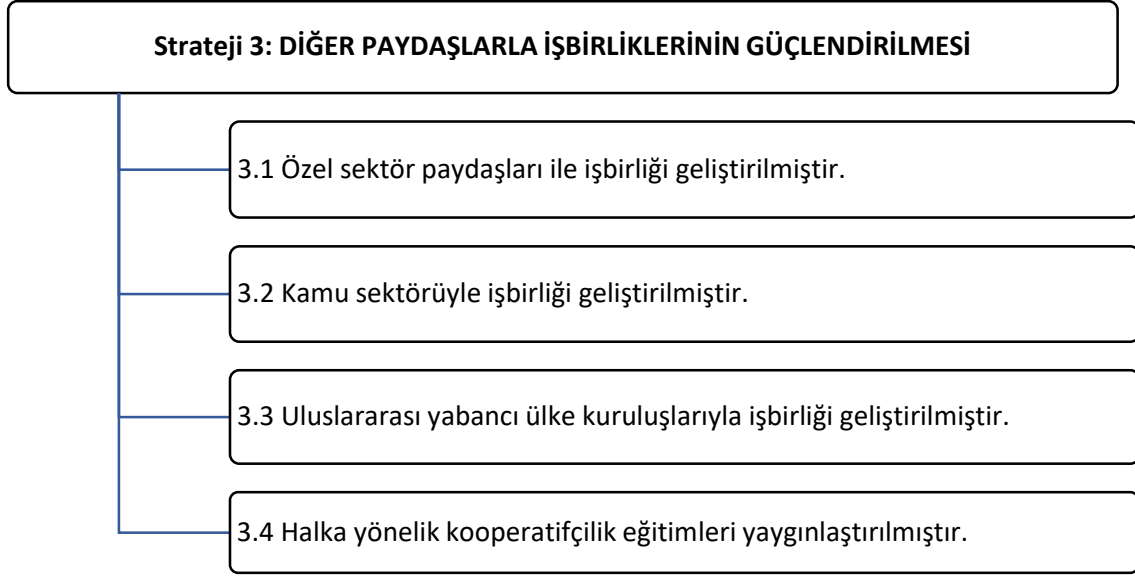 Strateji 3: DİĞER PAYDAŞLARLA İŞBİRLİKLERİNİN GÜÇLENDİRİLMESİ
3.1 Özel sektör paydaşları ile işbirliği geliştirilmiştir.
3.2 Kamu sektörüyle işbirliği geliştirilmiştir.
3.3 Uluslararası yabancı ülke kuruluşlarıyla işbirliği geliştirilmiştir.
3.4 Halka yönelik kooperatifçilik eğitimleri yaygınlaştırılmıştır.